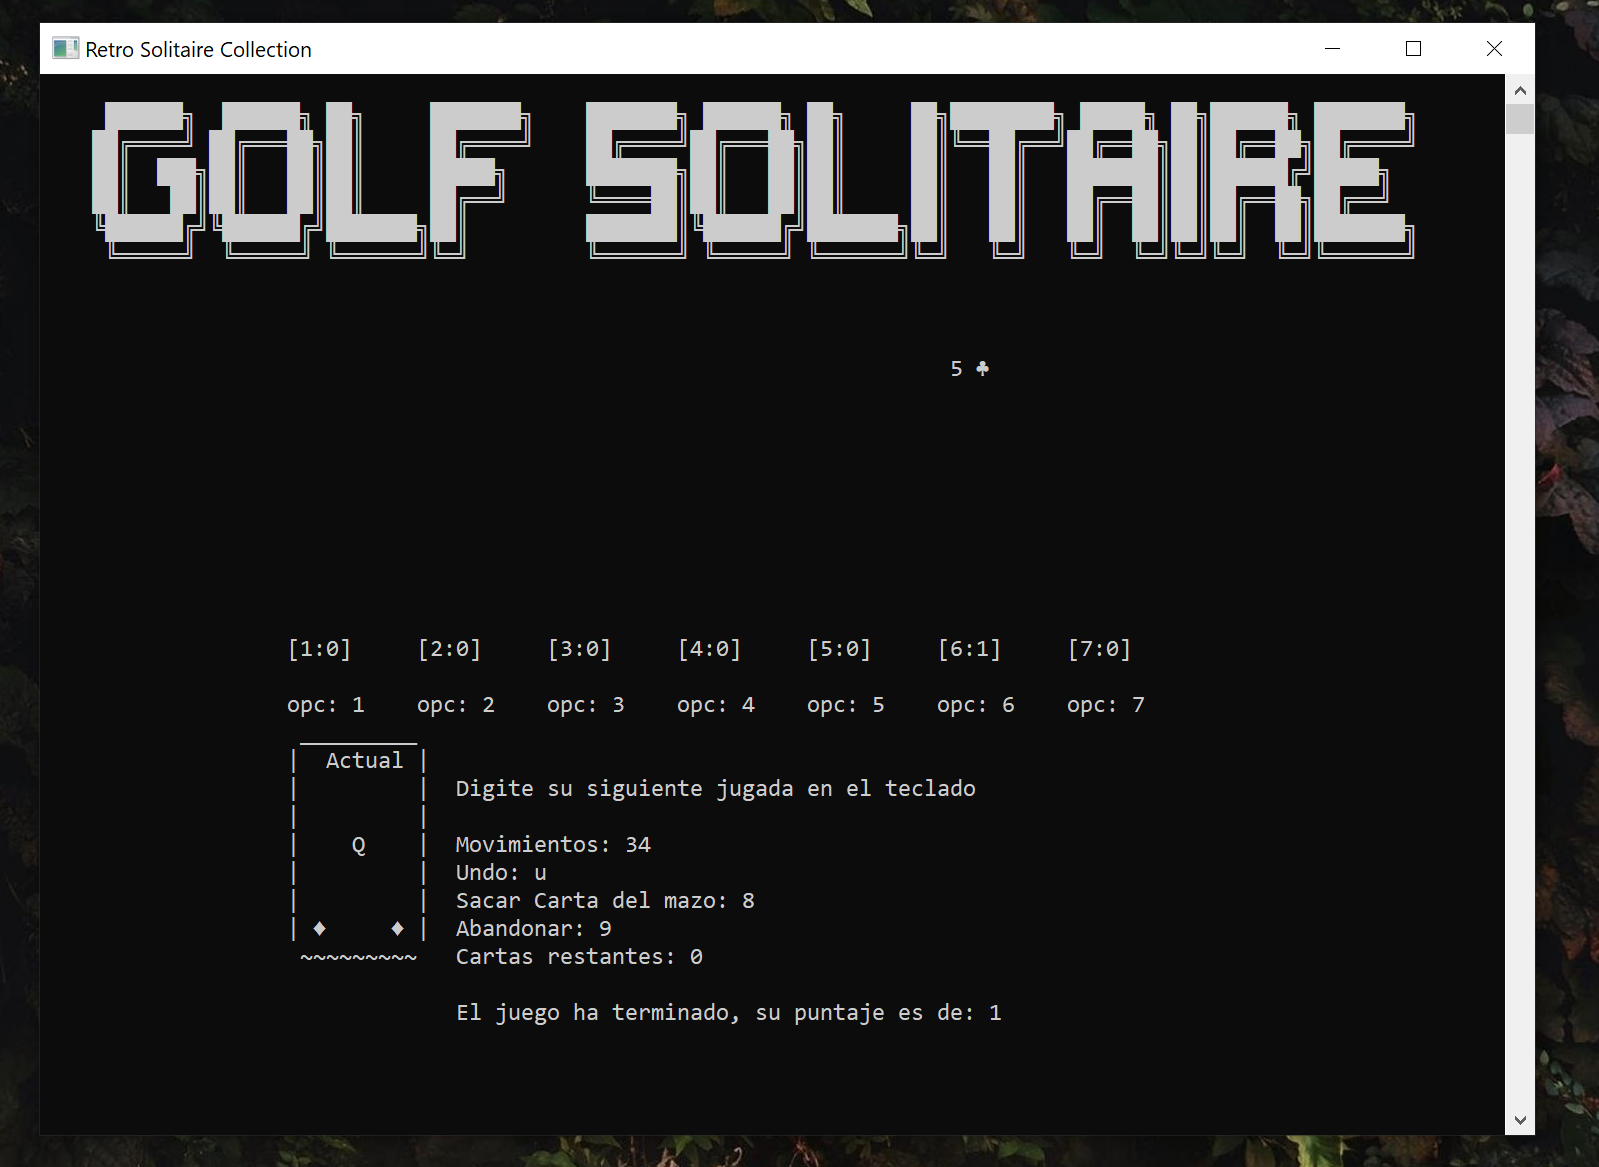 Retro Solitaire Collection
GOLF SOLITAIRE
5 ♣
[1:0] [2:0] [3:0] [4:0] [5:0] [6:1] [7:0]
opc: 1 opc: 2 opc: 3 opc: 4 opc: 5 opc: 6 opc: 7
Actual
Digite su siguiente jugada en el teclado
Q Movimientos: 34
Undo: u
Sacar Carta del mazo: 8
♦ ♦ Abandonar: 9
~~~~~~~~~ Cartas restantes: 0
El juego ha terminado, su puntaje es de: 1